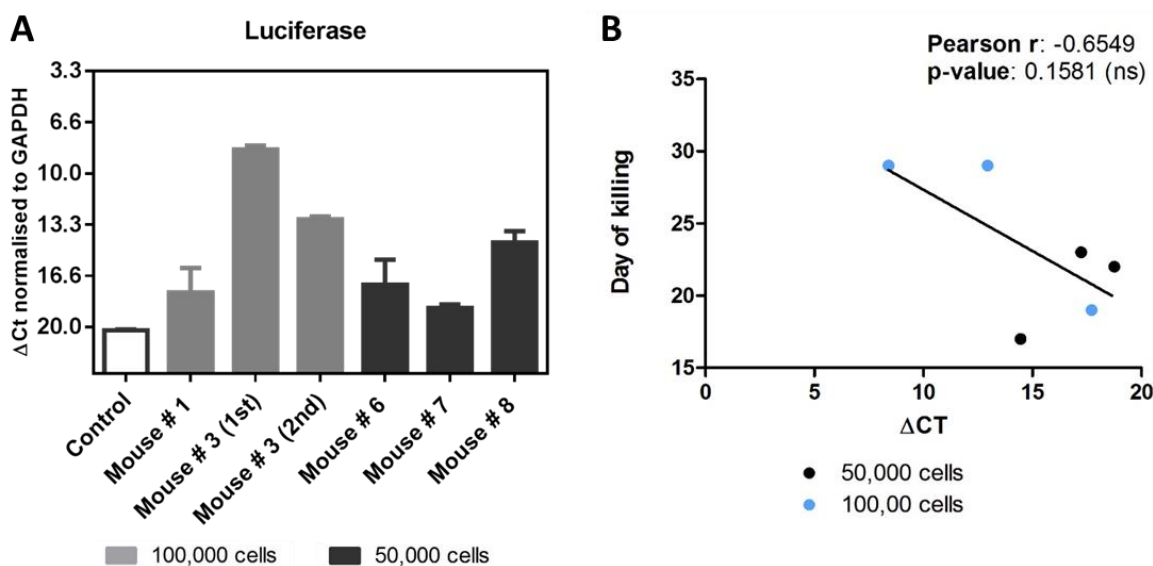 A
Luciferase
ΔCt normalised to GAPDH
3.3
6.6
10.0
13.3
16.6
20.0
Control
Mouse # 1
Mouse # 3 (1st)
Mouse # 3 (2nd)
Mouse # 6
Mouse # 7
Mouse # 8
100,000 cells
50,000 cells
B
Pearson r: -0.6549
p-value: 0.1581 (ns)
Day of killing
35
30
25
20
15
0
5
10
15
20
ΔCT
50,000 cells
100,00 cells